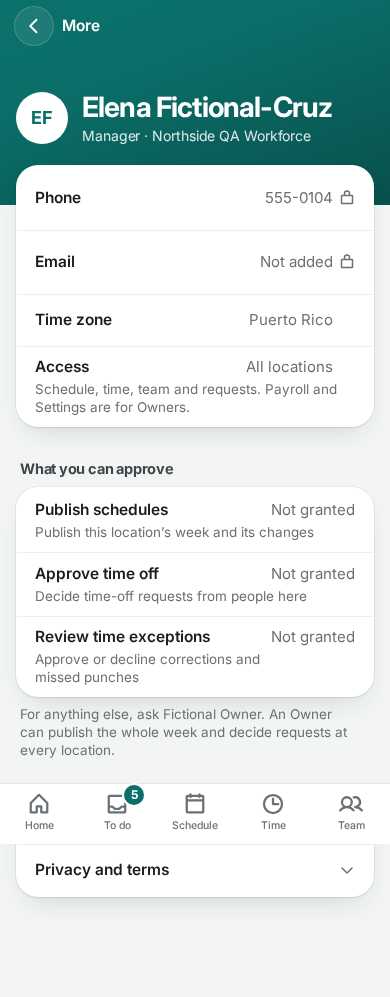 More
EF
Elena Fictional-Cruz
Manager · Northside QA Workforce
Phone 555-0104
Email Not added
Time zone Puerto Rico
Access All locations
Schedule, time, team and requests. Payroll and
Settings are for Owners.
What you can approve
Publish schedules Not granted
Publish this location's week and its changes
Approve time off Not granted
Decide time-off requests from people here
Review time exceptions Not granted
Approve or decline corrections and
missed punches
For anything else, ask Fictional Owner. An Owner
can publish the whole week and decide requests at
every location.
5
Home To do Schedule Time Team
Privacy and terms